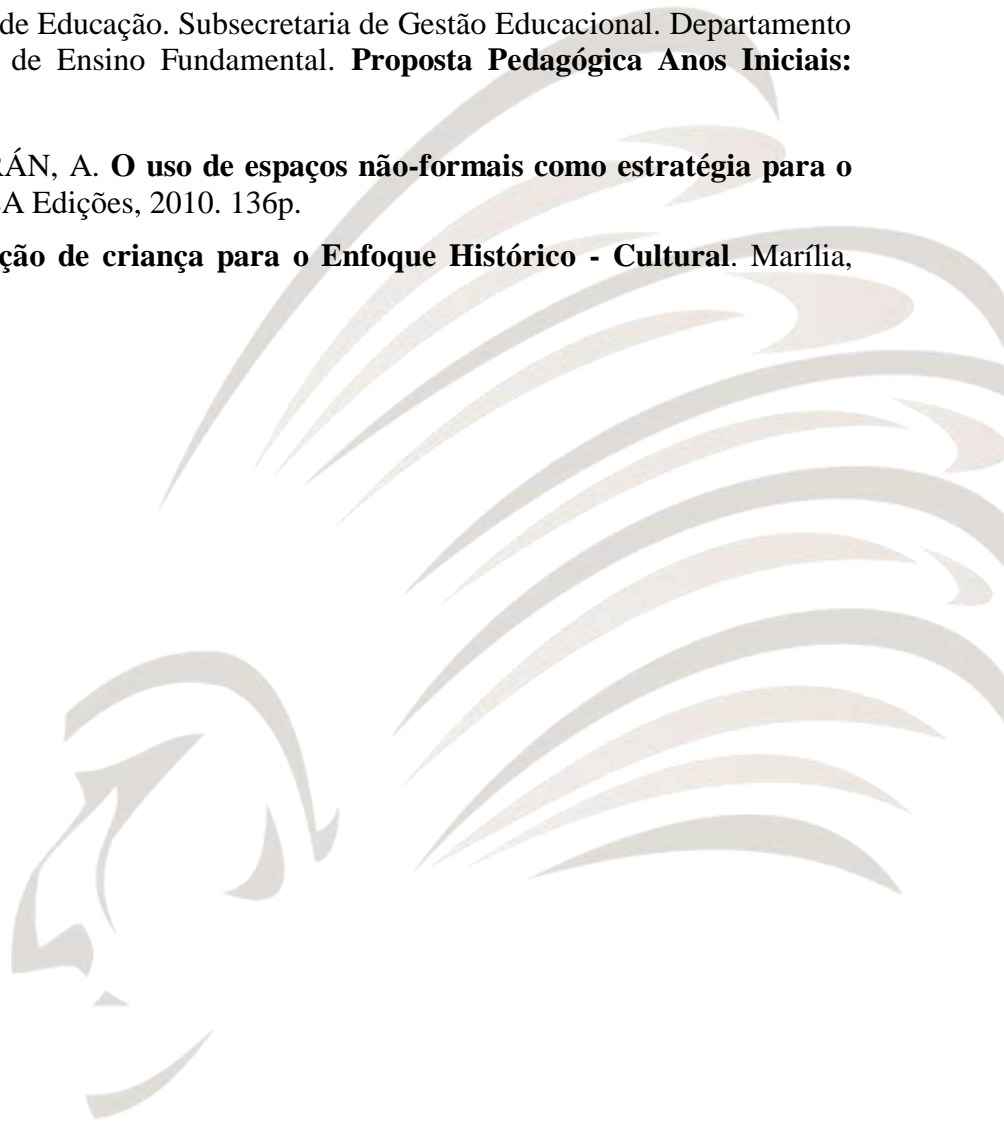 de Educação. Subsecretaria de Gestão Educacional. Departamento
de Ensino Fundamental. Proposta Pedagógica Anos Iniciais:
RÁN, A. O uso de espaços não-formais como estratégia para o
A Edições, 2010. 136p.
ção de criança para o Enfoque Histórico - Cultural. Marília,